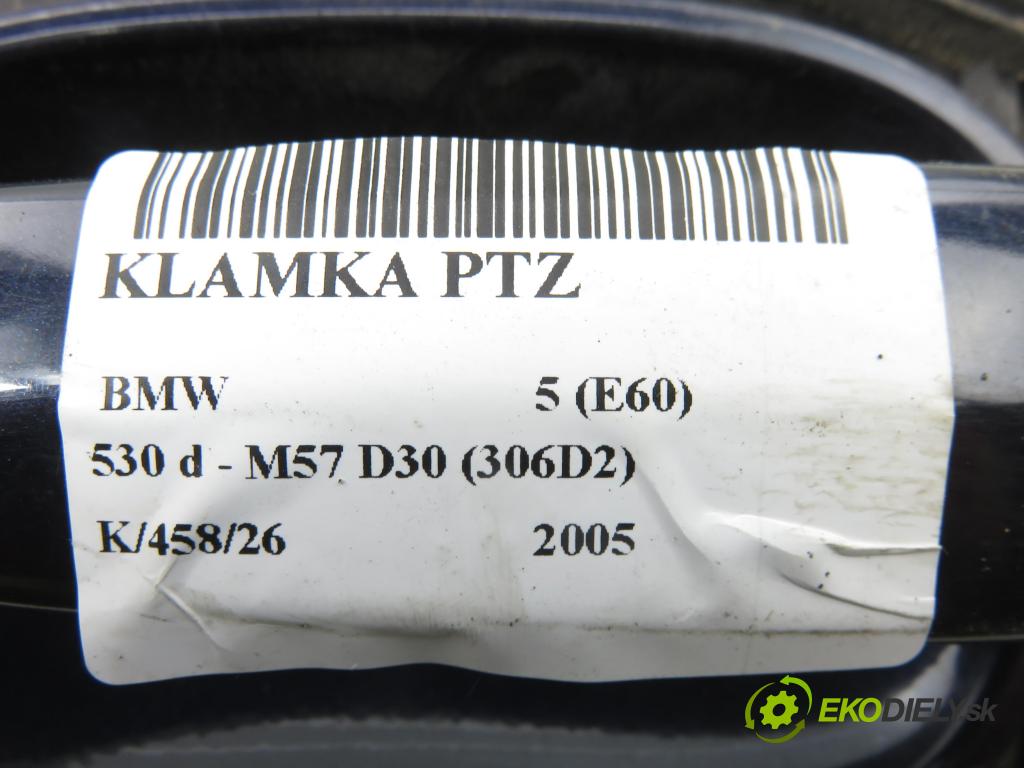 KLAMKA PTZ
BMW 5 (E60)
530 d - M57 D30 (306D2)
K/458/26 2005
EKODIELY.sk